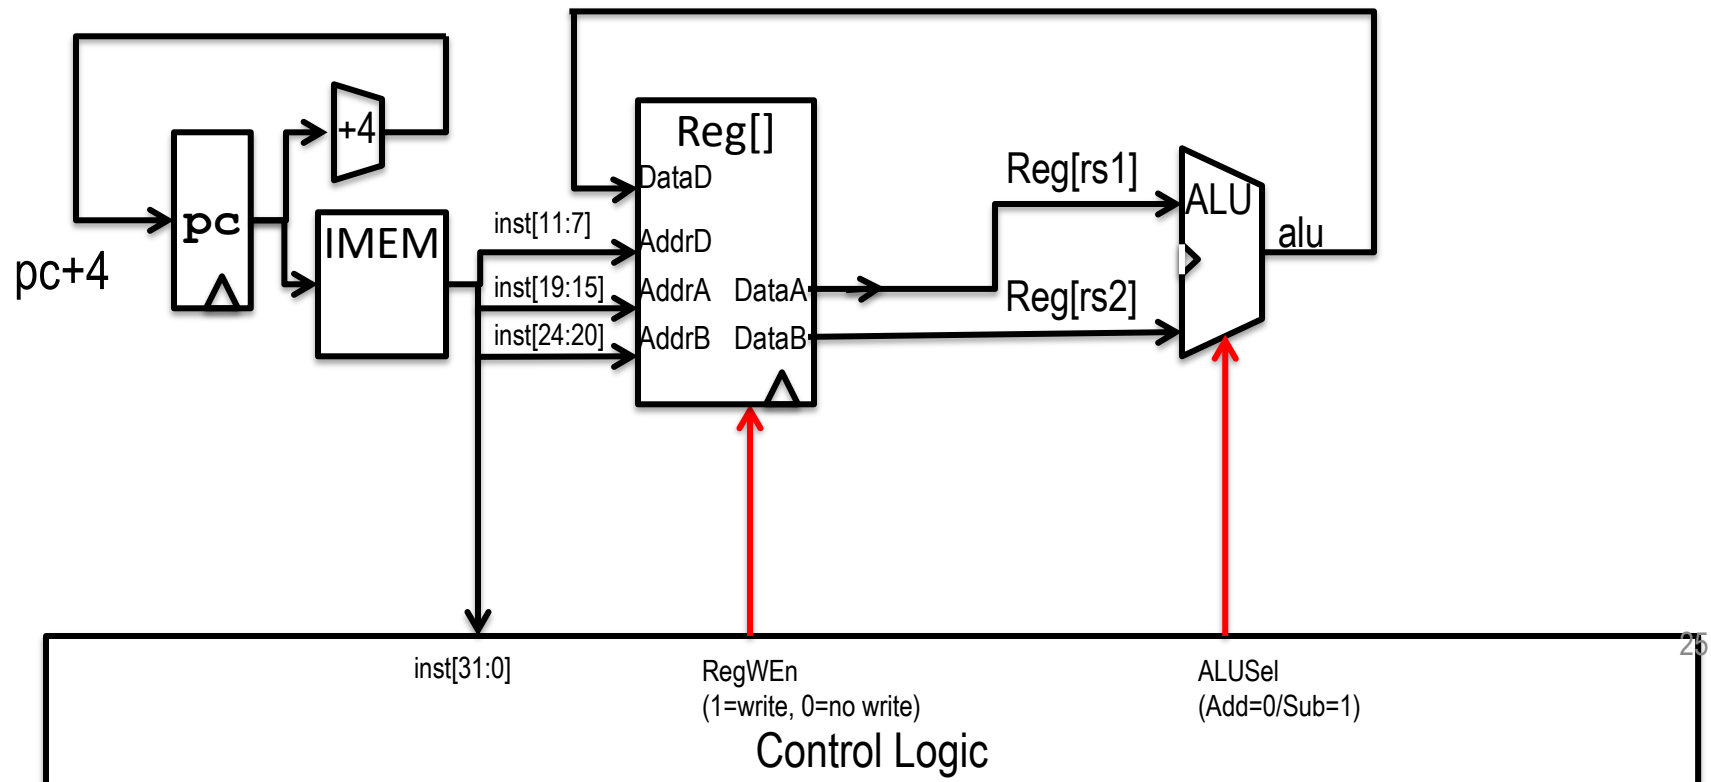 +4
Reg[]
DataD
Reg[rs1]
ALU
pc
IMEM
inst[11:7]
AddrD
alu
pc+4
inst[19:15]
AddrA
DataA
Reg[rs2]
inst[24:20]
AddrB
DataB
25
inst[31:0]
RegWEn
(1=write, 0=no write)
ALUSel
(Add=0/Sub=1)
Control Logic